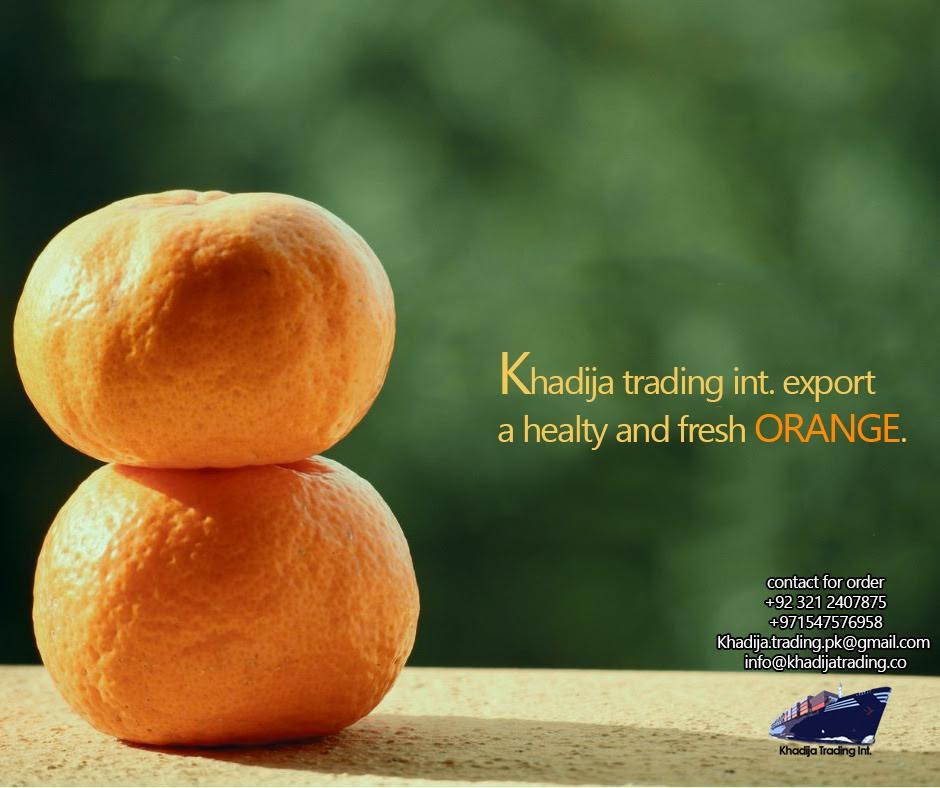 Khadija trading int. export
a healty and fresh ORANGE.
contact for order
+92 321 2407875
+971547576958
Khadija.trading.pk@gmail.com
info@khadijatrading.co
Khadija Trading Int.